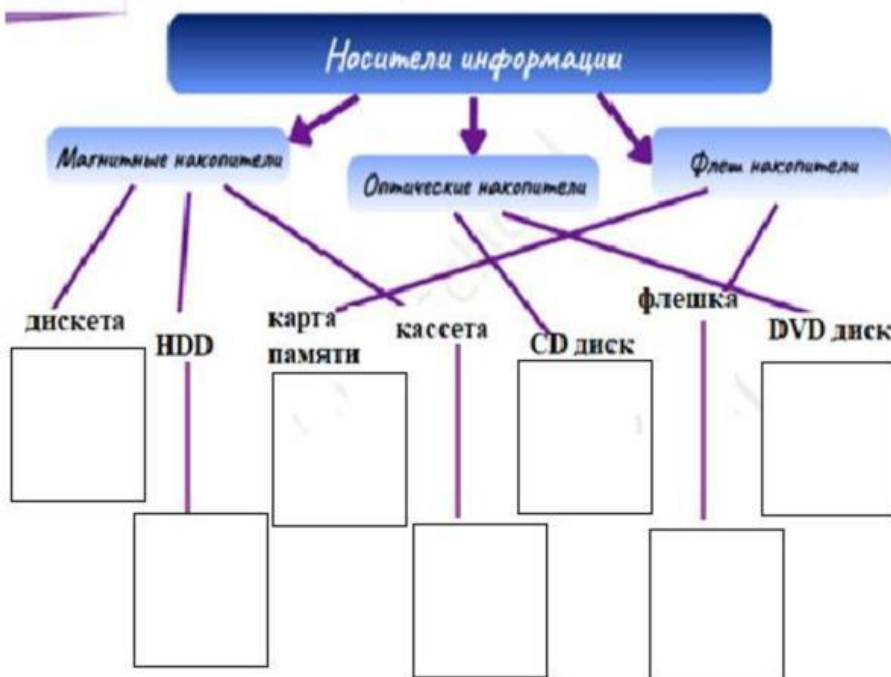 Носители информации
Магнитные накопители
Оптические накопители
Флеш накопители
дискета
HDD
карта
памяти
кассета
CD диск
флешка
DVD диск